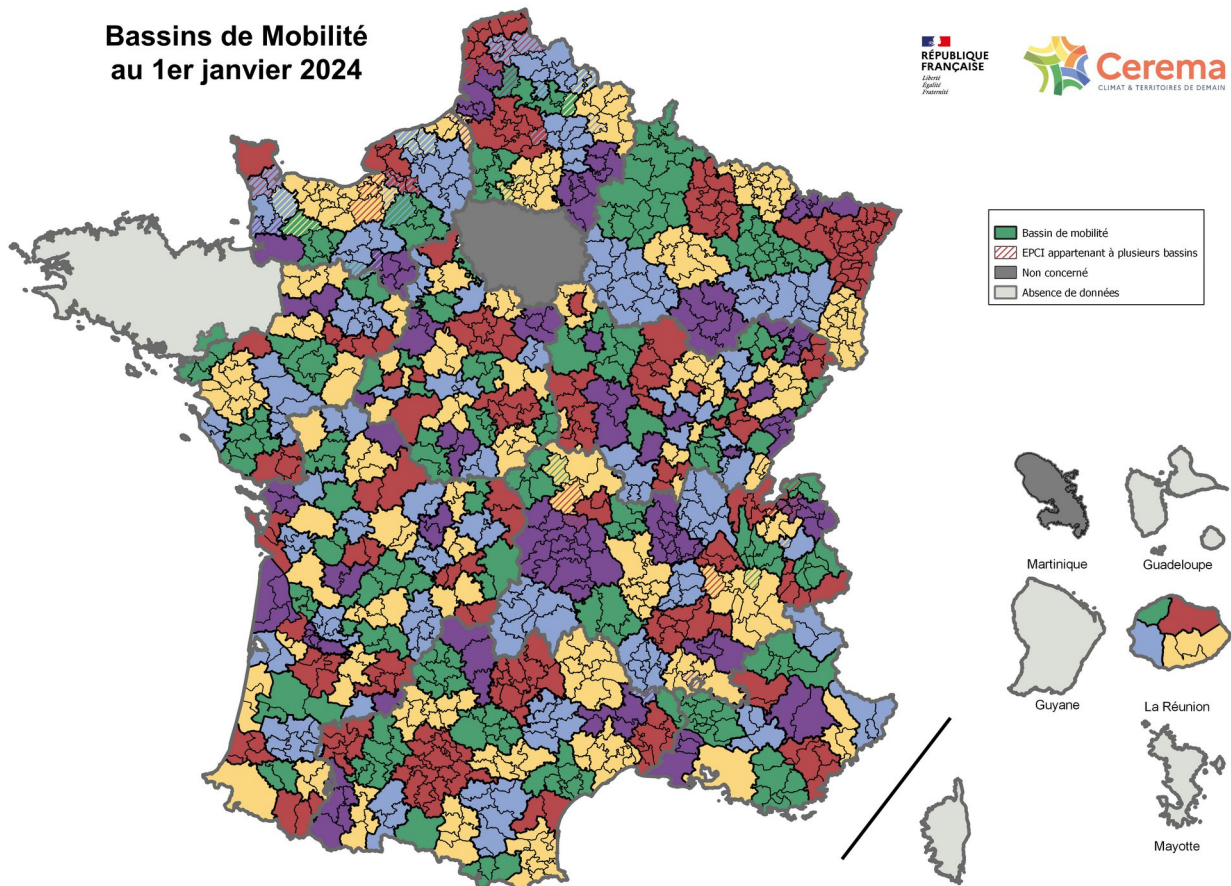 Bassins de Mobilité
au 1er janvier 2024
RÉPUBLIQUE
FRANÇAISE
Liberté
Égalité
Fraternité
Cerema
CLIMAT & TERRITOIRES DE DEMAIN
Bassin de mobilité
EPCI appartenant à plusieurs bassins
Non concerné
Absence de données
Martinique
Guadeloupe
Guyane
La Réunion
Mayotte